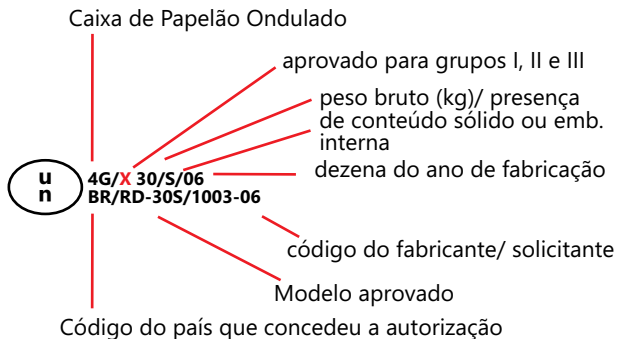 Caixa de Papelão Ondulado
aprovado para grupos I, II e III
peso bruto (kg)/ presença
de conteúdo sólido ou emb.
interna
dezena do ano de fabricação
u
n
4G/X 30/S/06
BR/RD-30S/1003-06
código do fabricante/ solicitante
Modelo aprovado
Código do país que concedeu a autorização